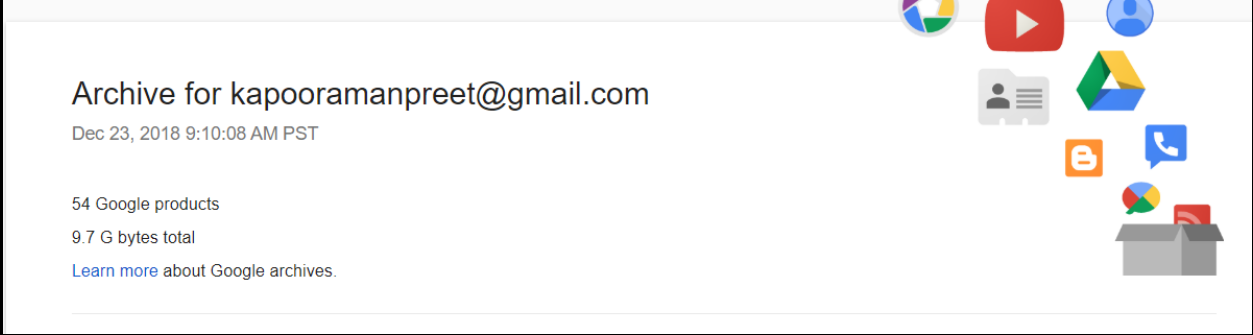 Archive for kapooramanpreet@gmail.com
Dec 23, 2018 9:10:08 AM PST
54 Google products
9.7 G bytes total
Learn more about Google archives.